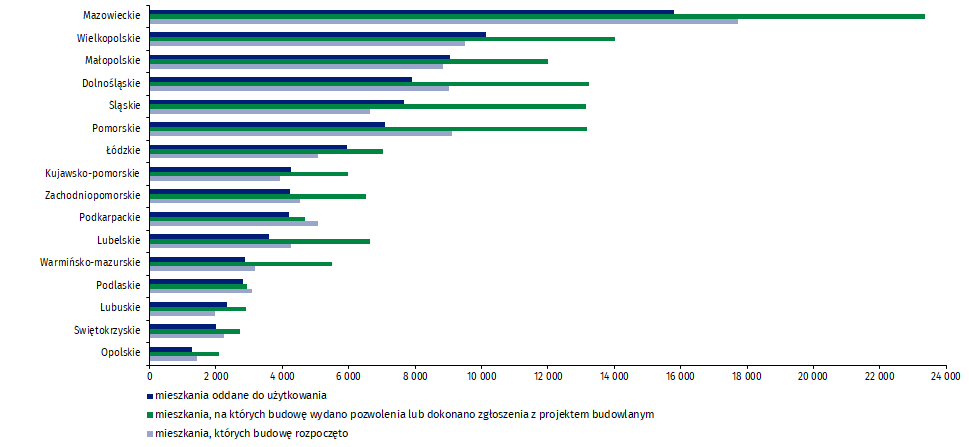 Mazowieckie
Wielkopolskie
Małopolskie
Dolnośląskie
Śląskie
Pomorskie
Łódzkie
Kujawsko-pomorskie
Zachodniopomorskie
Podkarpackie
Lubelskie
Warmińsko-mazurskie
Podlaskie
Lubuskie
Świętokrzyskie
Opolskie
0 2 000 4 000 6 000 8 000 10 000 12 000 14 000 16 000 18 000 20 000 22 000 24 000
mieszkania oddane do użytkowania
mieszkania, na których budowę wydano pozwolenia lub dokonano zgłoszenia z projektem budowlanym
mieszkania, których budowę rozpoczęto